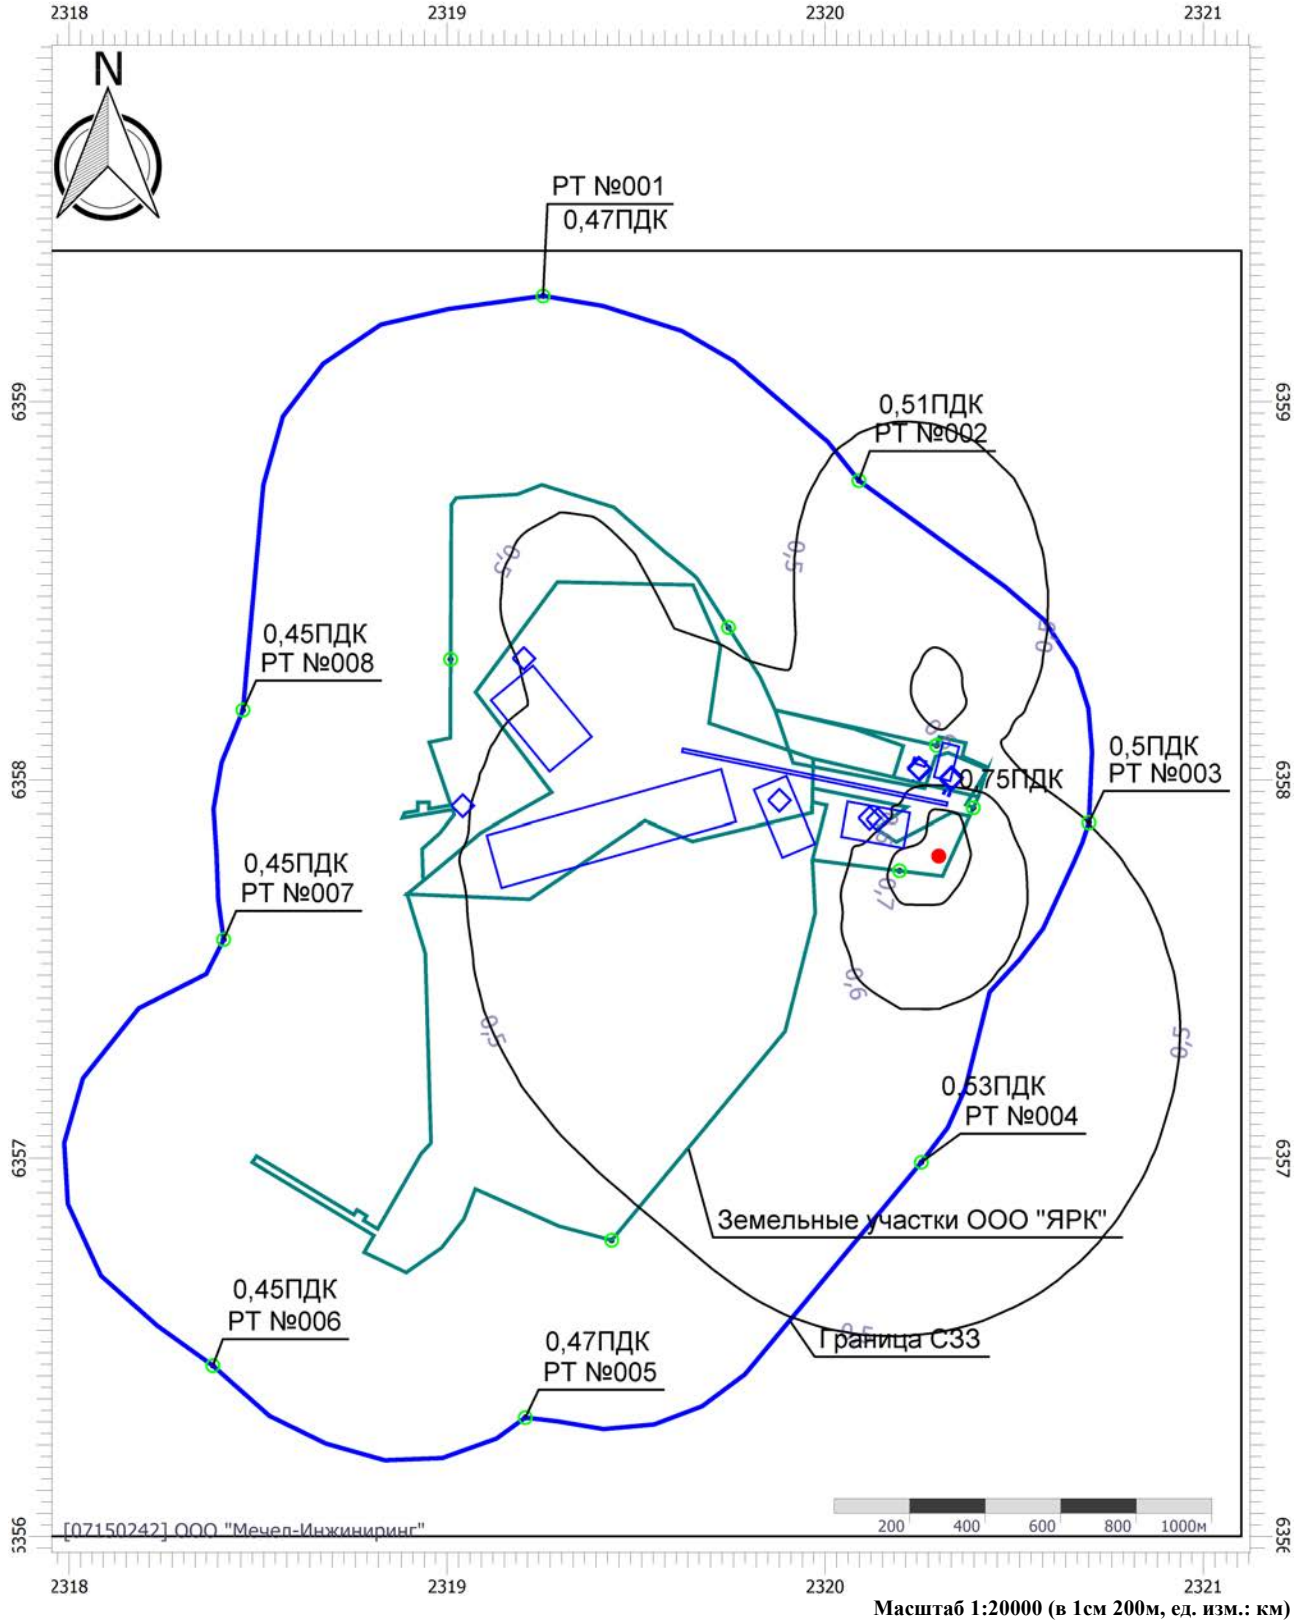 2318 2319 2320 2321
N
РТ №001
0,47ПДК
6359 6359
0,51ПДК
РТ №002
0,5 0,5
0,5
0,45ПДК
РТ №008
0,5ПДК
РТ №003
6358 6358
0,75ПДК
0,45ПДК
РТ №007
0,7
0,6
0,5 0,5
0,53ПДК
РТ №004
6357 6357
Земельные участки ООО "ЯРК"
0,45ПДК
РТ №006
0,5
Граница СЗЗ
0,47ПДК
РТ №005
200 400 600 800 1000м
[07150242] ООО "Мечел-Инжиниринг"
6356 6356
2318 2319 2320 2321
Масштаб 1:20000 (в 1см 200м, ед. изм.: км)